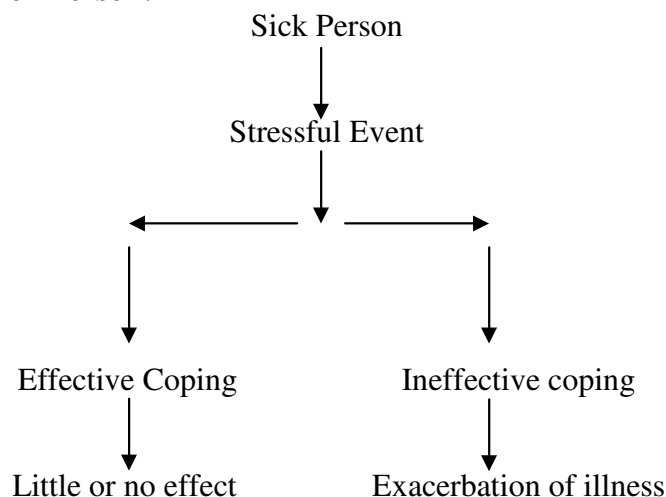 Sick Person
Stressful Event
Effective Coping
Ineffective coping
Little or no effect
Exacerbation of illness